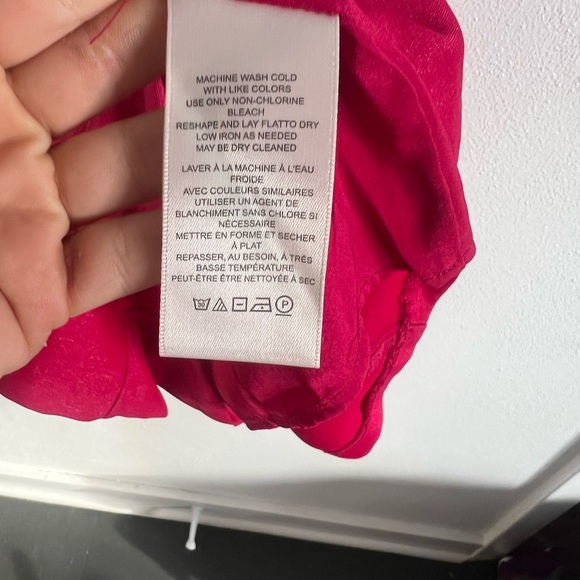 MACHINE WASH COLD
WITH LIKE COLORS
USE ONLY NON-CHLORINE
BLEACH
RESHAPE AND LAY FLATTO DRY
LOW IRON AS NEEDED
MAY BE DRY CLEANED
LAVER À LA MACHINE À L'EAU
FROIDE
AVEC COULEURS SIMILAIRES
UTILISER UN AGENT DE
BLANCHIMENT SANS CHLORE SI
NÉCESSAIRE
METTRE EN FORME ET SECHER
À PLAT
REPASSER, AU BESOIN, À TRÈS
BASSE TEMPÉRATURE
PEUT-ÊTRE ÊTRE NETTOYÉE À SEC
P